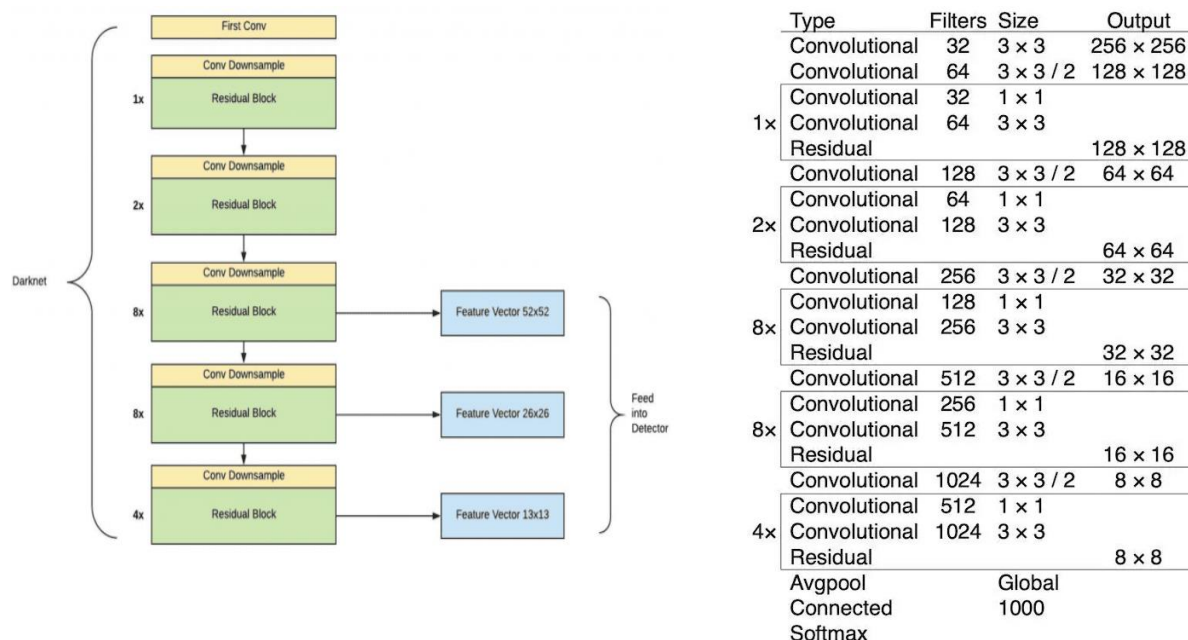 First Conv
Conv Downsample
1x
Residual Block
Conv Downsample
2x
Residual Block
Darknet
Conv Downsample
8x
Residual Block
Feature Vector 52x52
Conv Downsample
8x
Residual Block
Feature Vector 26x26
Feed
into
Detector
Conv Downsample
4x
Residual Block
Feature Vector 13x13
Type Filters Size Output
Convolutional 32 3 × 3 256 × 256
Convolutional 64 3 × 3 / 2 128 × 128
Convolutional 32 1 × 1
1× Convolutional 64 3 × 3
Residual 128 × 128
Convolutional 128 3 × 3 / 2 64 × 64
Convolutional 64 1 × 1
2× Convolutional 128 3 × 3
Residual 64 × 64
Convolutional 256 3 × 3 / 2 32 × 32
Convolutional 128 1 × 1
8× Convolutional 256 3 × 3
Residual 32 × 32
Convolutional 512 3 × 3 / 2 16 × 16
Convolutional 256 1 × 1
8× Convolutional 512 3 × 3
Residual 16 × 16
Convolutional 1024 3 × 3 / 2 8 × 8
Convolutional 512 1 × 1
4× Convolutional 1024 3 × 3
Residual 8 × 8
Avgpool Global
Connected 1000
Softmax